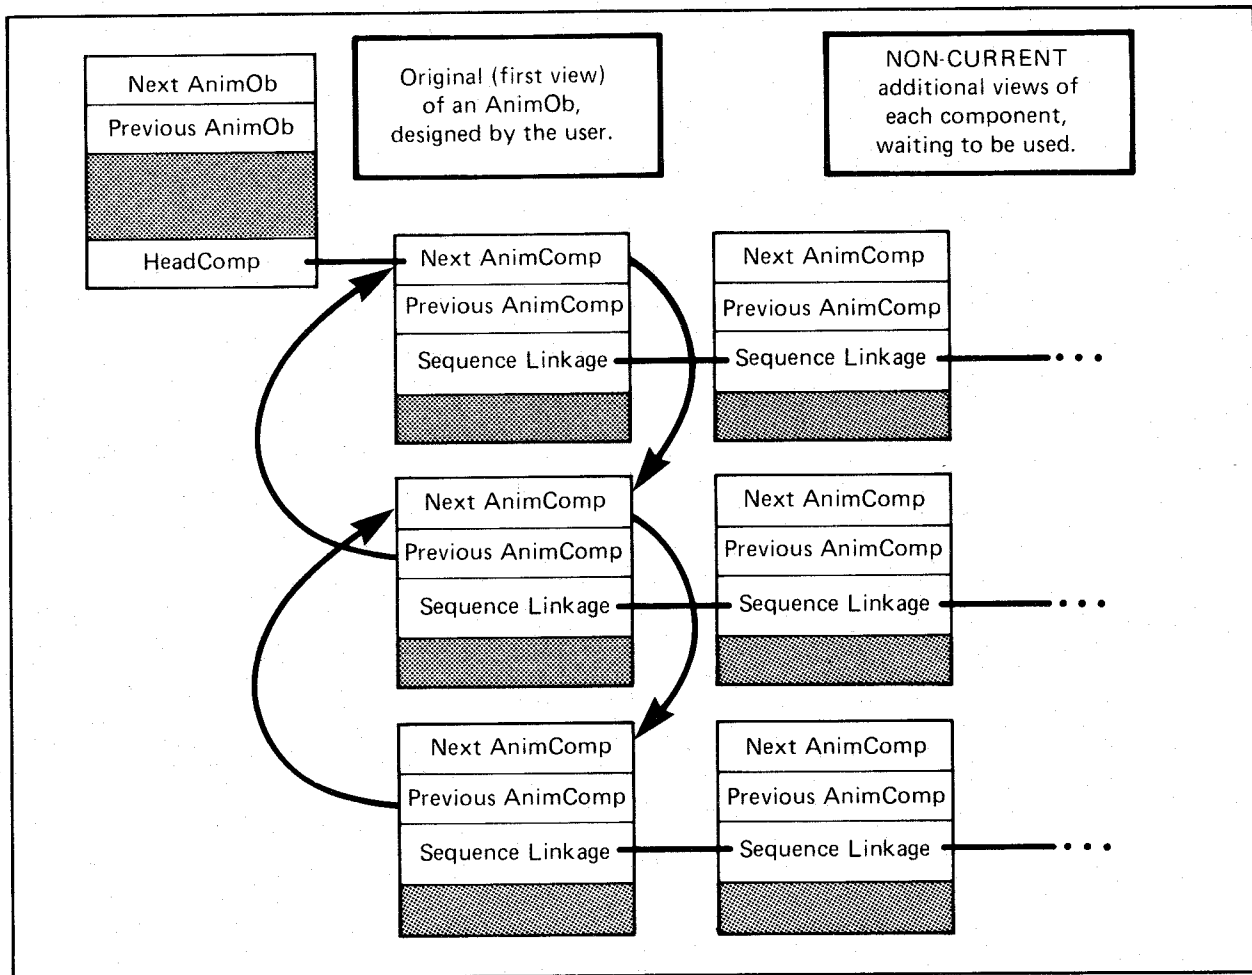 Next AnimOb
Previous AnimOb
HeadComp
Original (first view)
of an AnimOb,
designed by the user.
NON-CURRENT
additional views of
each component,
waiting to be used.
Next AnimComp
Previous AnimComp
Sequence Linkage
Next AnimComp
Previous AnimComp
Sequence Linkage
Next AnimComp
Previous AnimComp
Sequence Linkage
Next AnimComp
Previous AnimComp
Sequence Linkage
Next AnimComp
Previous AnimComp
Sequence Linkage
Next AnimComp
Previous AnimComp
Sequence Linkage